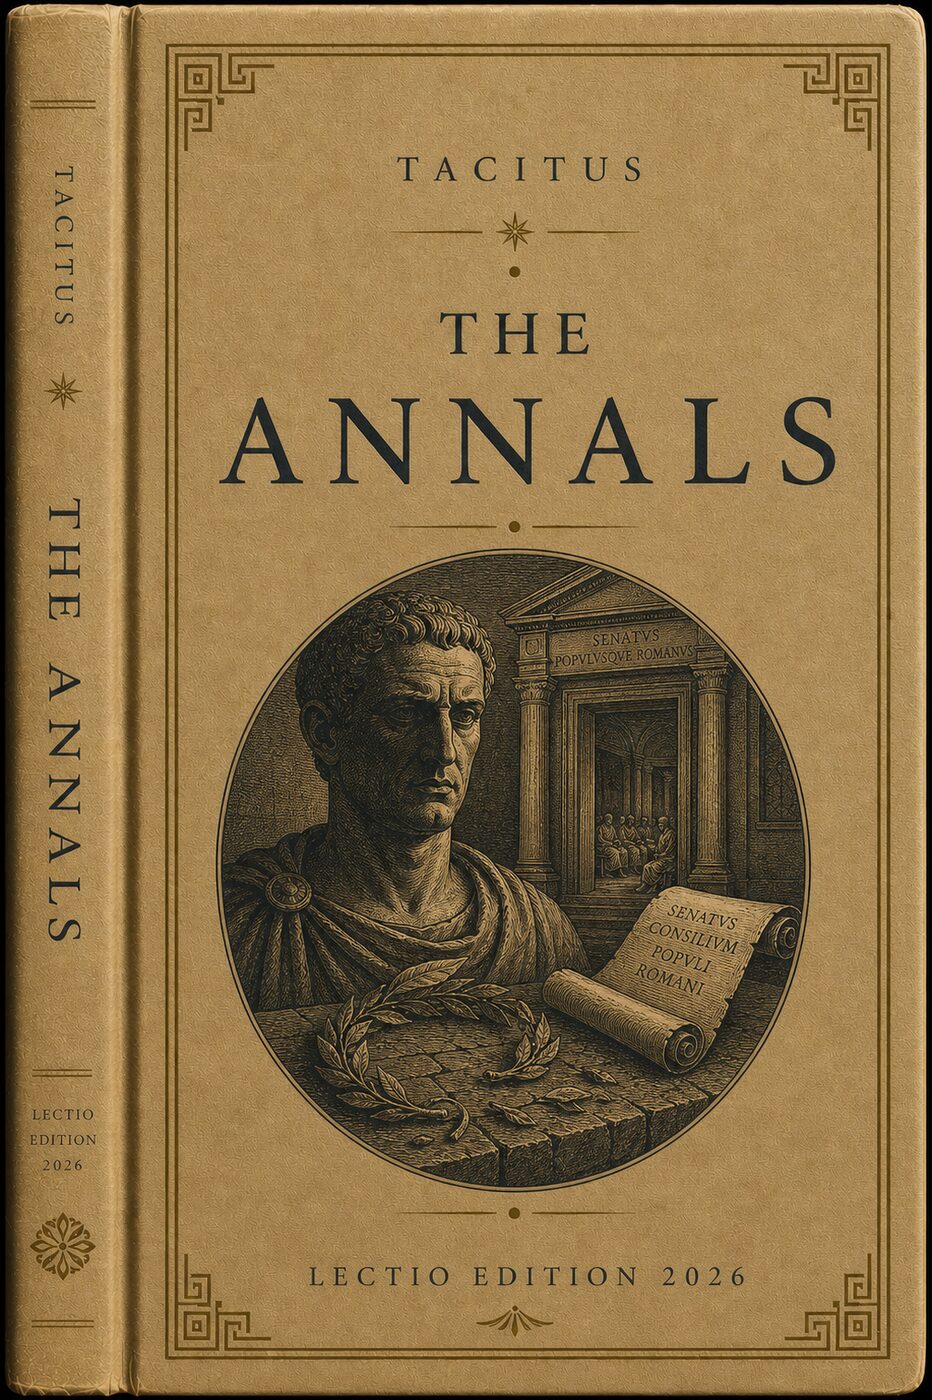 TACITUS
THE ANNALS
LECTIO
EDITION
2026
TACITUS
THE
ANNALS
SENATVS
POPVLVSQVE ROMANVS
SENATVS
CONSILIVM
POPVLI
ROMANI
LECTIO EDITION 2026